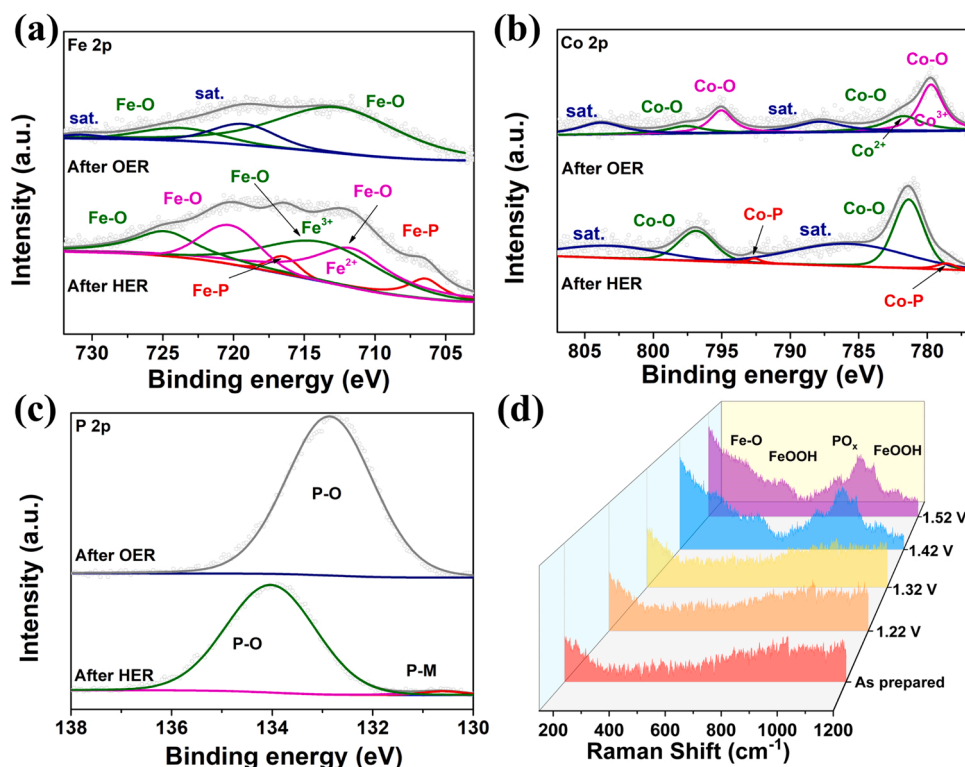 (a)
Fe 2p
sat.
Fe-O
sat.
Fe-O
After OER
Fe-O
Fe-O
Fe-O
Fe-O
Fe³⁺
Fe-P
Fe²⁺
Fe-P
After HER
Intensity (a.u.)
730 725 720 715 710 705
Binding energy (eV)
(b)
Co 2p
Co-O
Co-O
sat.
Co-O
sat.
Co-O
Co³⁺
Co²⁺
After OER
Co-O
Co-P
sat.
Co-O
After HER
Co-P
Intensity (a.u.)
805 800 795 790 785 780
Binding energy (eV)
(c)
P 2p
P-O
After OER
P-O
P-M
After HER
Intensity (a.u.)
138 136 134 132 130
Binding energy (eV)
(d)
Fe-O
FeOOH
POₓ
FeOOH
1.52 V
1.42 V
1.32 V
1.22 V
As prepared
Intensity (a.u.)
200 400 600 800 1000 1200
Raman Shift (cm⁻¹)